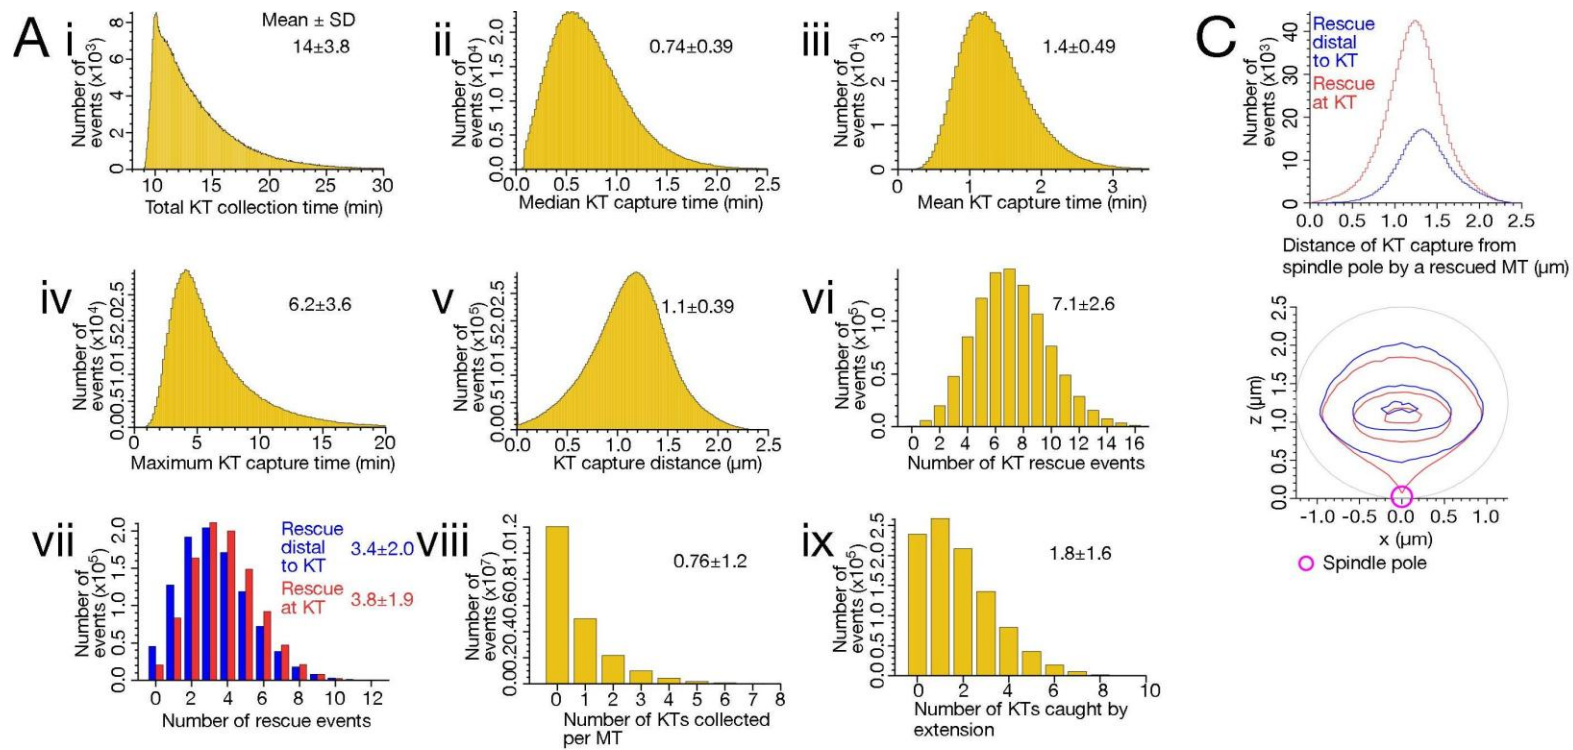 A
i
Mean ± SD
14±3.8
Number of
events (x10³)
0 2 4 6 8
10 15 20 25 30
Total KT collection time (min)
ii
0.74±0.39
Number of
events (x10⁴)
0.0 0.5 1.0 1.5 2.0
0.0 0.5 1.0 1.5 2.0 2.5
Median KT capture time (min)
iii
1.4±0.49
Number of
events (x10⁴)
0 1 2 3
0 1 2 3
Mean KT capture time (min)
iv
6.2±3.6
Number of
events (x10⁴)
0.00.51.01.52.02.5
0 5 10 15 20
Maximum KT capture time (min)
v
1.1±0.39
Number of
events (x10⁵)
0.00.51.01.52.02.5
0.0 0.5 1.0 1.5 2.0 2.5
KT capture distance (µm)
vi
7.1±2.6
Number of
events (x10⁵)
0.0 0.5 1.0
0 2 4 6 8 10 12 14 16
Number of KT rescue events
vii
Rescue
distal
to KT
3.4±2.0
Rescue
at KT
3.8±1.9
Number of
events (x10⁵)
0.0 0.5 1.0 1.5 2.0
0 2 4 6 8 10 12
Number of rescue events
viii
0.76±1.2
Number of
events (x10⁷)
0.00.20.40.60.81.01.2
0 1 2 3 4 5 6 7 8
Number of KTs collected
per MT
ix
1.8±1.6
Number of
events (x10⁵)
0.0 0.5 1.0 1.5 2.0 2.5
0 2 4 6 8 10
Number of KTs caught by
extension
C
Rescue
distal
to KT
Rescue
at KT
Number of
events (x10³)
0 10 20 30 40
0.0 0.5 1.0 1.5 2.0 2.5
Distance of KT capture from
spindle pole by a rescued MT (µm)
z (µm)
0.0 0.5 1.0 1.5 2.0 2.5
-1.0 -0.5 0.0 0.5 1.0
x (µm)
Spindle pole